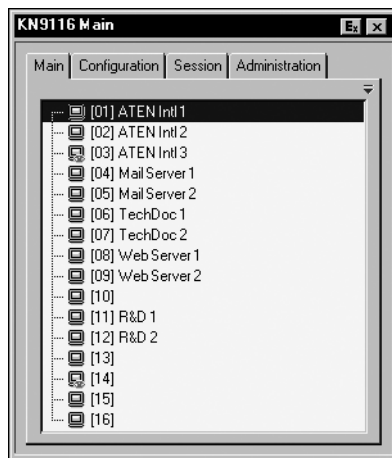 KN9116 Main
Ex
Main Configuration Session Administration
[01] ATEN Intl 1
[02] ATEN Intl 2
[03] ATEN Intl 3
[04] Mail Server 1
[05] Mail Server 2
[06] TechDoc 1
[07] TechDoc 2
[08] Web Server 1
[09] Web Server 2
[10]
[11] R&D 1
[12] R&D 2
[13]
[14]
[15]
[16]